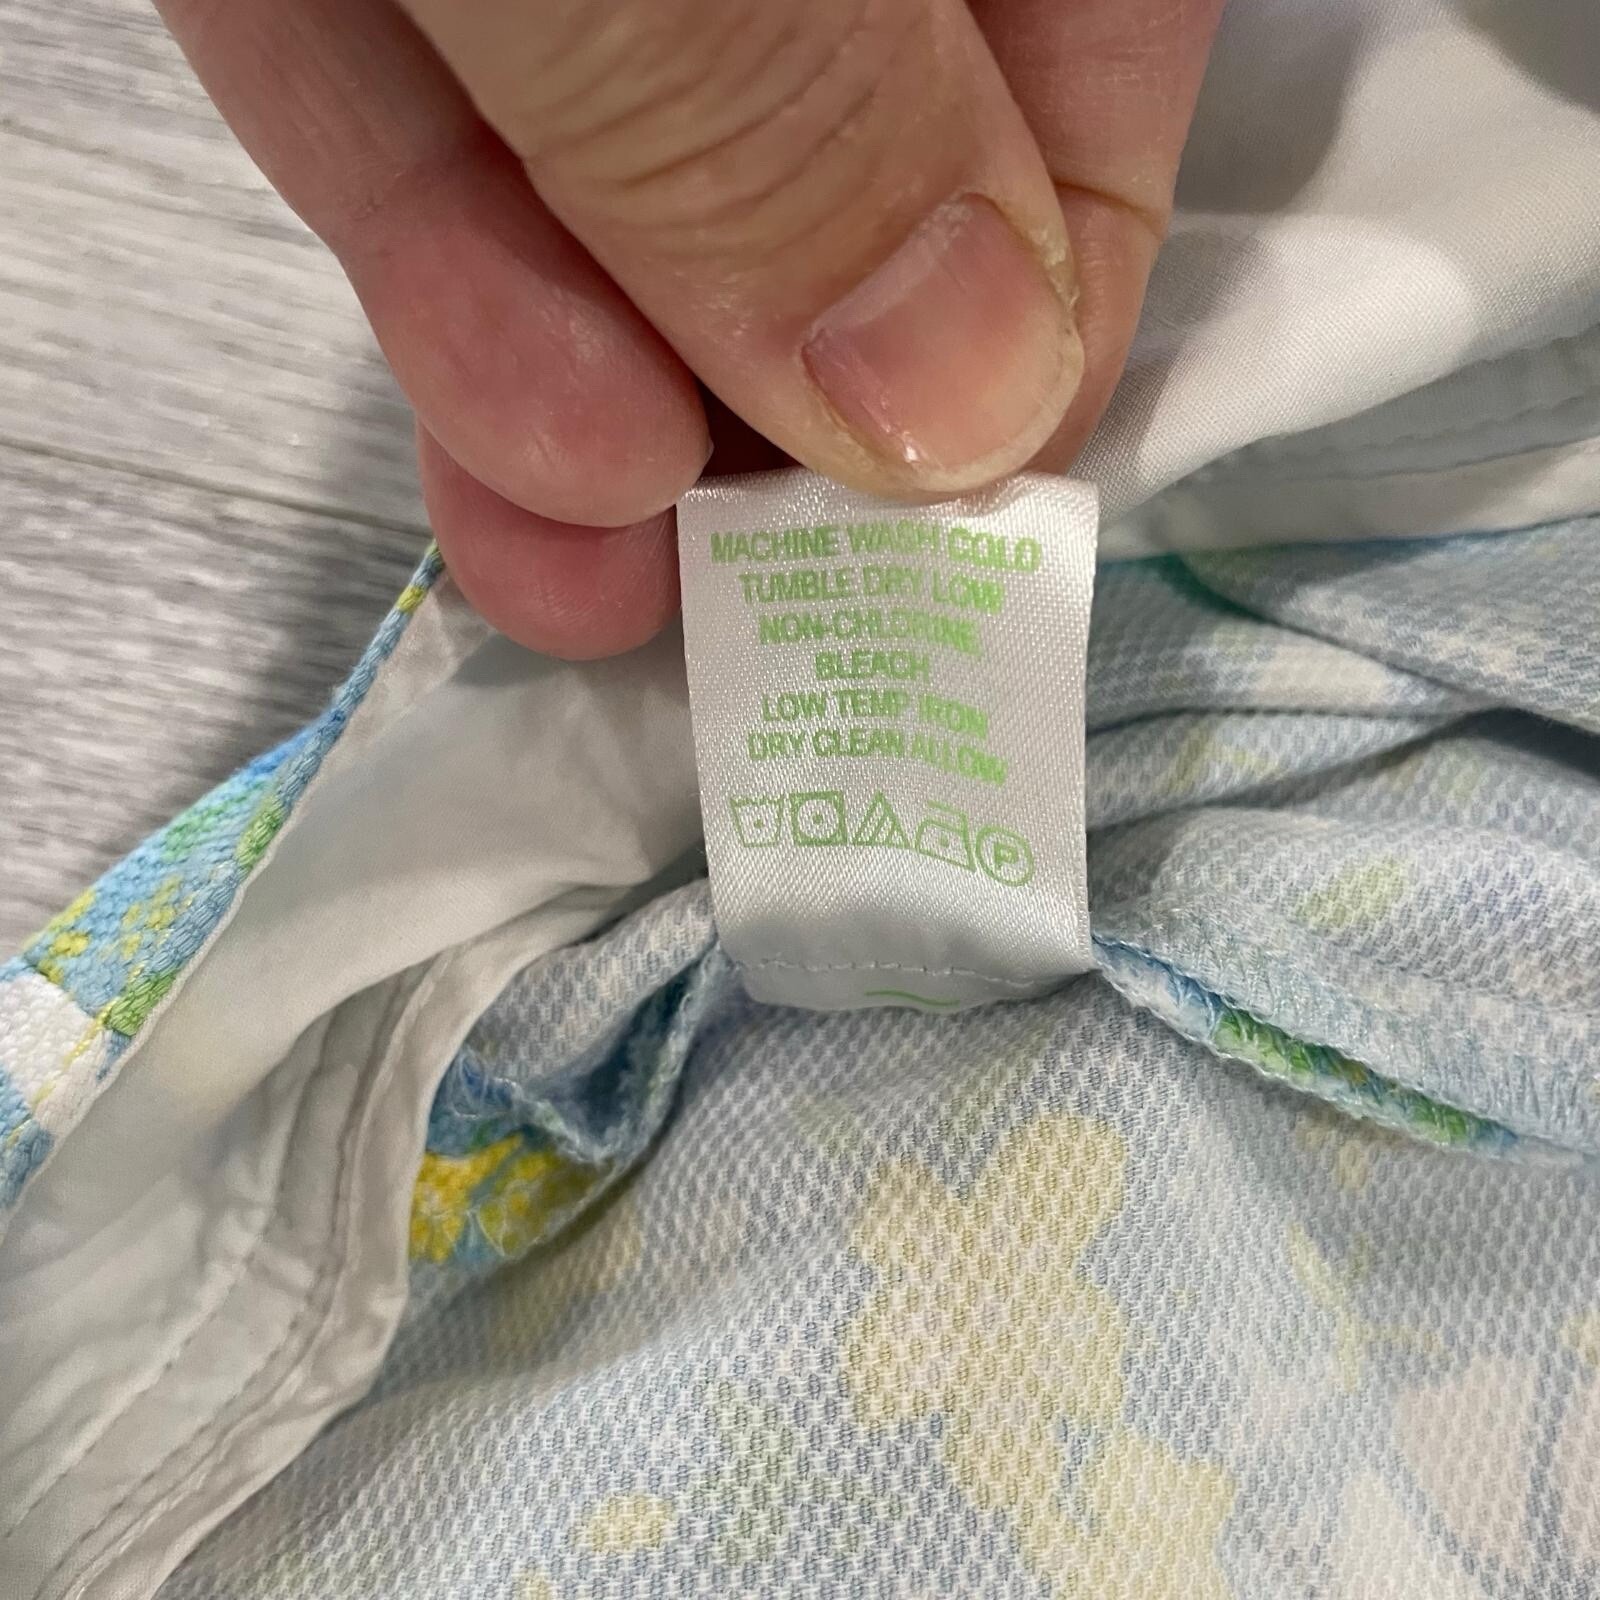 MACHINE WASH COLD
TUMBLE DRY LOW
NON-CHLORINE
BLEACH
LOW TEMP IRON
DRY CLEAN ALLOW
P